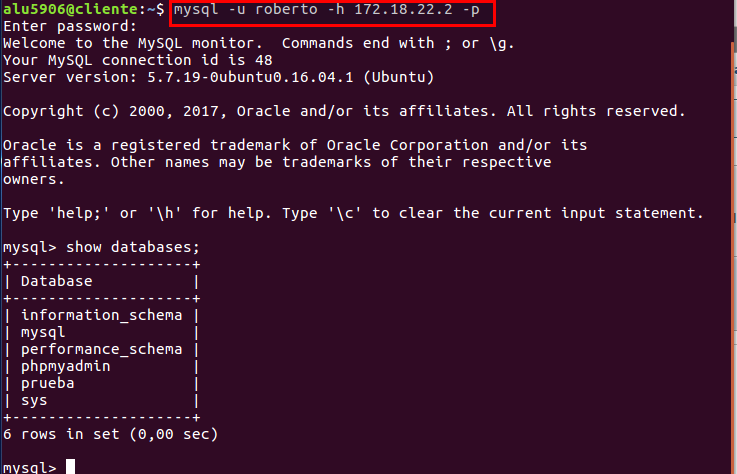 alu5906@cliente:~$ mysql -u roberto -h 172.18.22.2 -p
Enter password:
Welcome to the MySQL monitor.  Commands end with ; or \g.
Your MySQL connection id is 48
Server version: 5.7.19-0ubuntu0.16.04.1 (Ubuntu)
Copyright (c) 2000, 2017, Oracle and/or its affiliates. All rights reserved.
Oracle is a registered trademark of Oracle Corporation and/or its
affiliates. Other names may be trademarks of their respective
owners.
Type 'help;' or '\h' for help. Type '\c' to clear the current input statement.
mysql> show databases;
+--------------------+
| Database           |
+--------------------+
| information_schema |
| mysql              |
| performance_schema |
| phpmyadmin         |
| prueba             |
| sys                |
+--------------------+
6 rows in set (0,00 sec)
mysql>